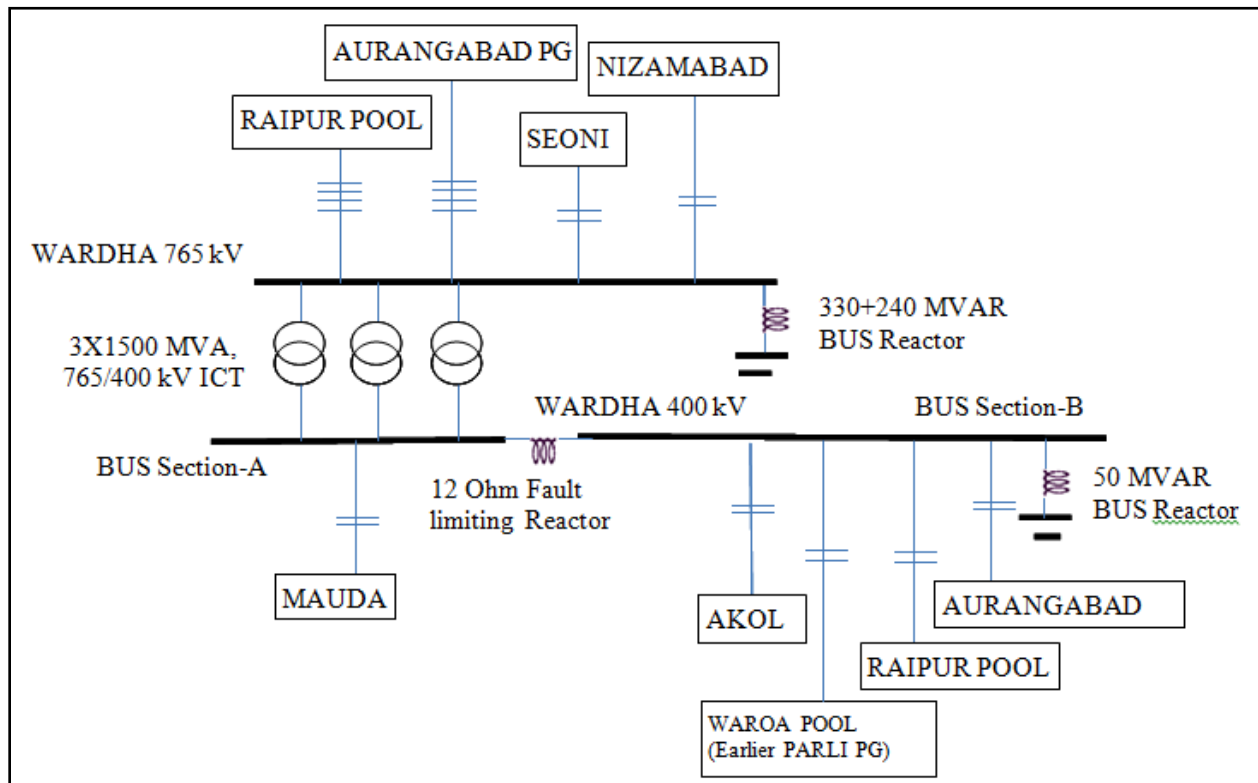 AURANGABAD PG
NIZAMABAD
RAIPUR POOL
SEONI
WARDHA 765 kV
330+240 MVAR
BUS Reactor
3X1500 MVA,
765/400 kV ICT
WARDHA 400 kV
BUS Section-B
BUS Section-A
12 Ohm Fault
limiting Reactor
50 MVAR
BUS Reactor
MAUDA
AKOL
AURANGABAD
RAIPUR POOL
WAROA POOL
(Earlier PARLI PG)